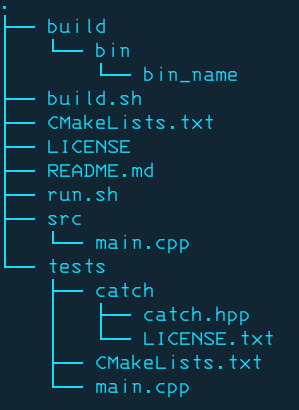 .
build
bin
bin_name
build.sh
CMakeLists.txt
LICENSE
README.md
run.sh
src
main.cpp
tests
catch
catch.hpp
LICENSE.txt
CMakeLists.txt
main.cpp